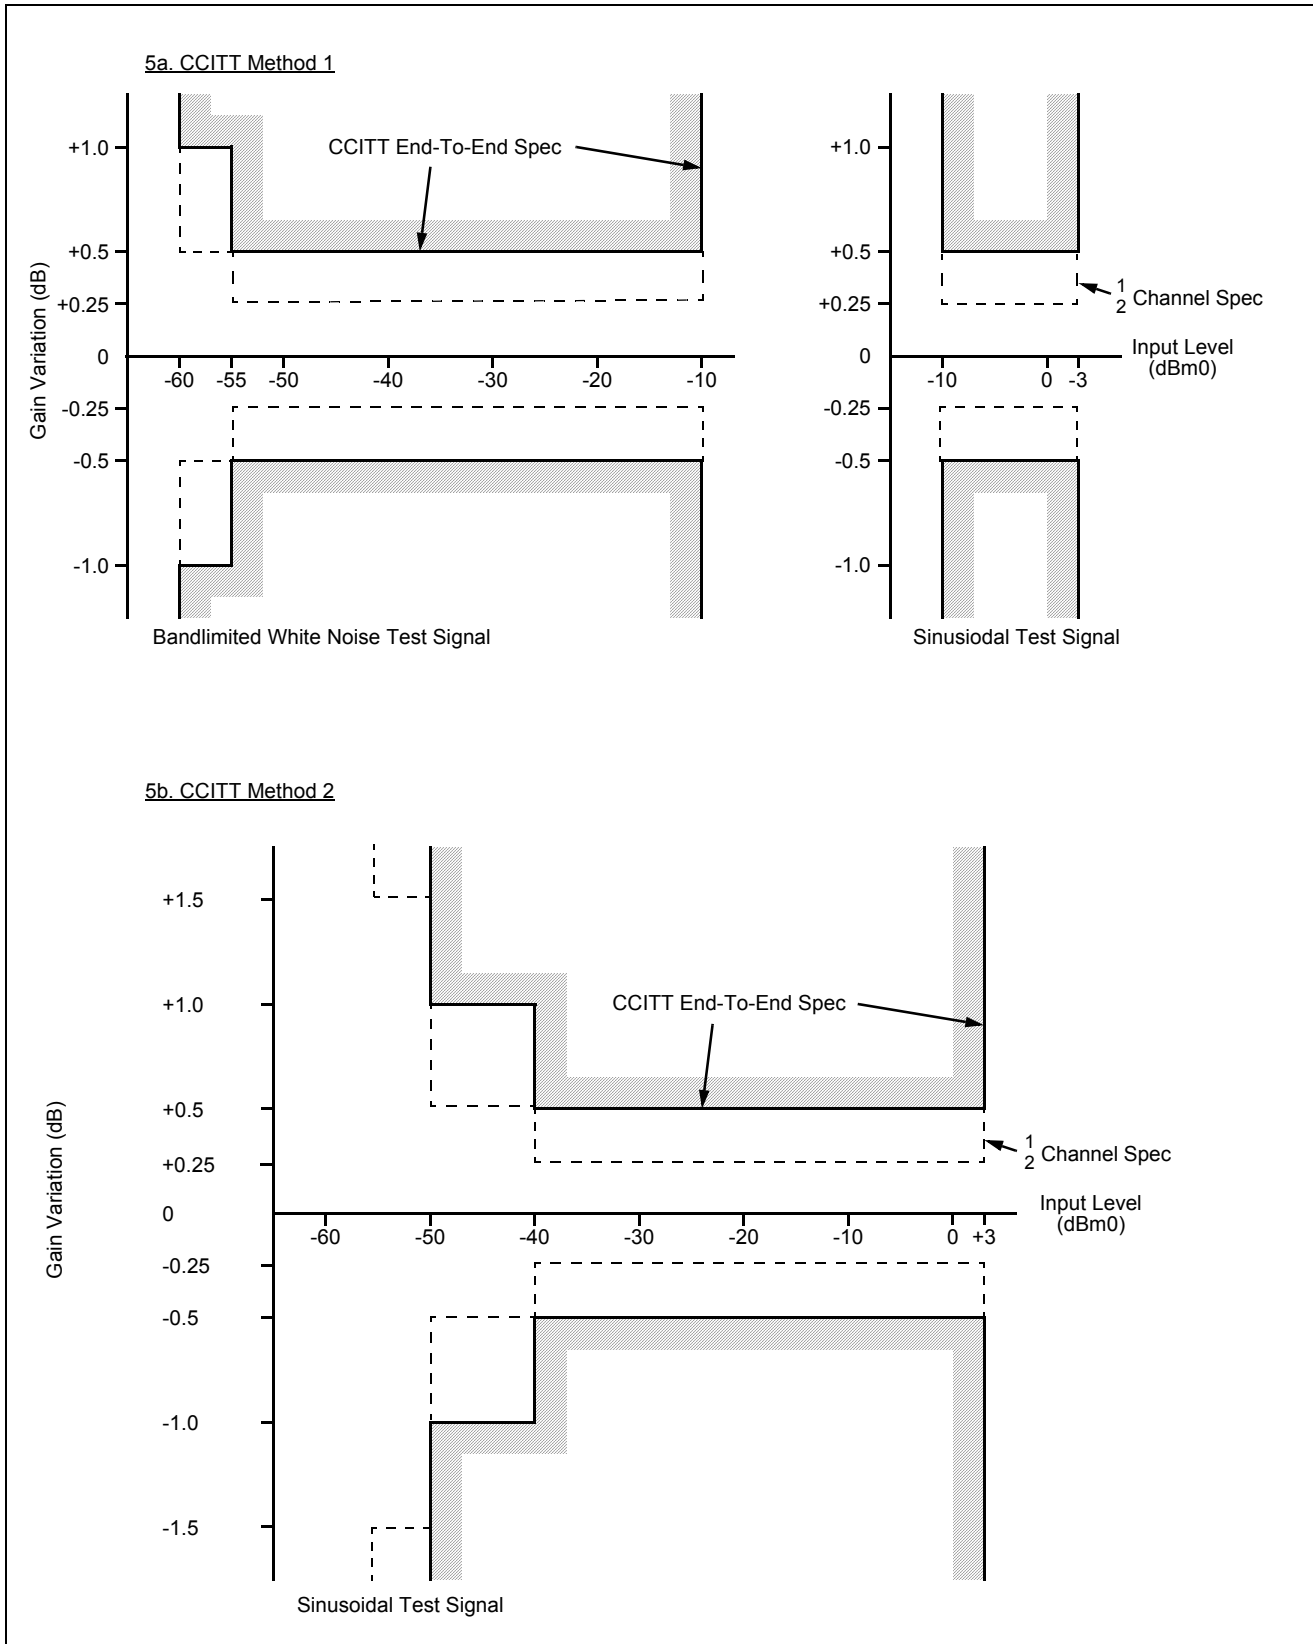 5a. CCITT Method 1
CCITT End-To-End Spec
+1.0
+0.5
+0.25
0
-0.25
-0.5
-1.0
Gain Variation (dB)
-60 -55 -50 -40 -30 -20 -10
Bandlimited White Noise Test Signal
+1.0
+0.5
+0.25
0
-0.25
-0.5
-1.0
1
2 Channel Spec
Input Level
(dBm0)
-10 0 -3
Sinusiodal Test Signal
5b. CCITT Method 2
+1.5
+1.0
+0.5
+0.25
0
-0.25
-0.5
-1.0
-1.5
Gain Variation (dB)
CCITT End-To-End Spec
1
2 Channel Spec
Input Level
(dBm0)
-60 -50 -40 -30 -20 -10 0 +3
Sinusoidal Test Signal